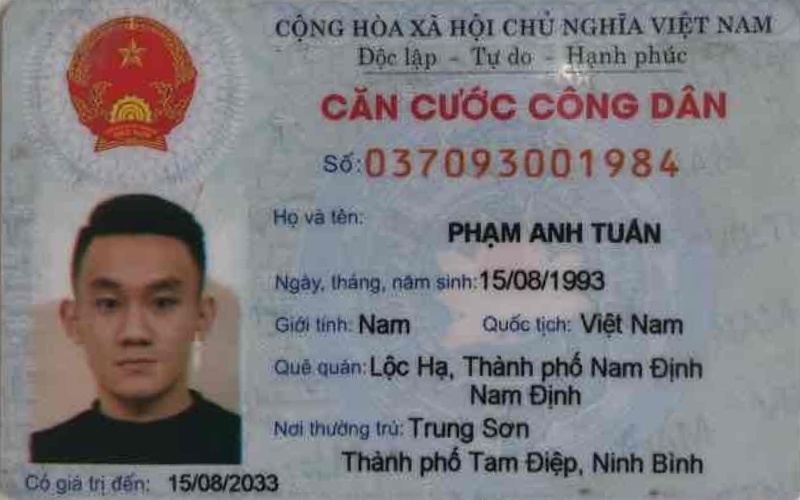 CỘNG HÒA XÃ HỘI CHỦ NGHĨA VIỆT NAM
Độc lập - Tự do - Hạnh phúc
CĂN CƯỚC CÔNG DÂN
Số: 037093001984
Họ và tên:
PHẠM ANH TUẤN
Ngày, tháng, năm sinh: 15/08/1993
Giới tính: Nam Quốc tịch: Việt Nam
Quê quán: Lộc Hạ, Thành phố Nam Định
Nam Định
Nơi thường trú: Trung Sơn
Thành phố Tam Điệp, Ninh Bình
Có giá trị đến: 15/08/2033